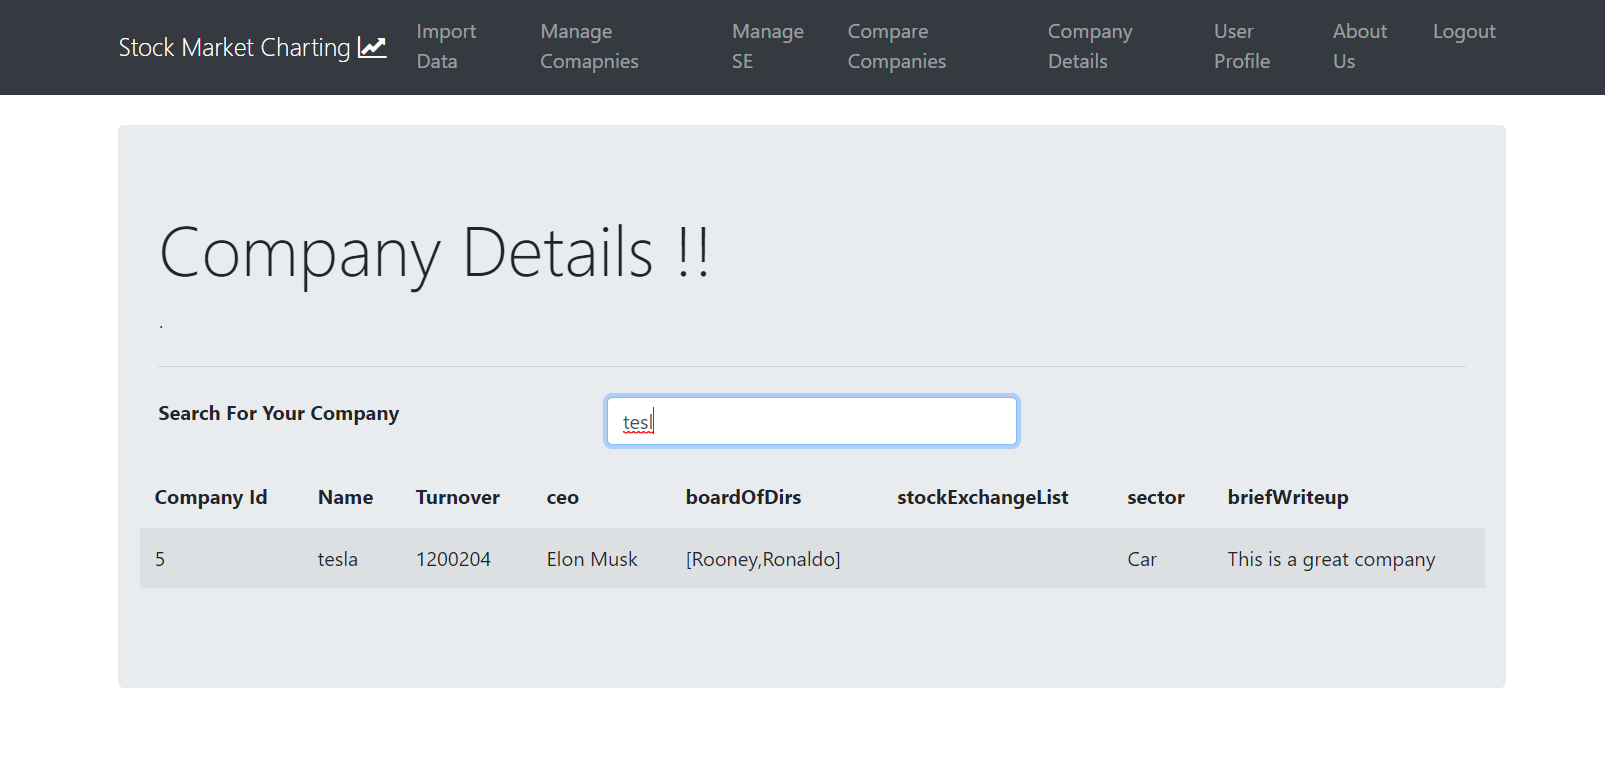 Stock Market Charting
Import Data
Manage Comapnies
Manage SE
Compare Companies
Company Details
User Profile
About Us
Logout
Company Details !!
.
Search For Your Company
tesl
Company Id Name Turnover ceo boardOfDirs stockExchangeList sector briefWriteup
5 tesla 1200204 Elon Musk [Rooney,Ronaldo] Car This is a great company